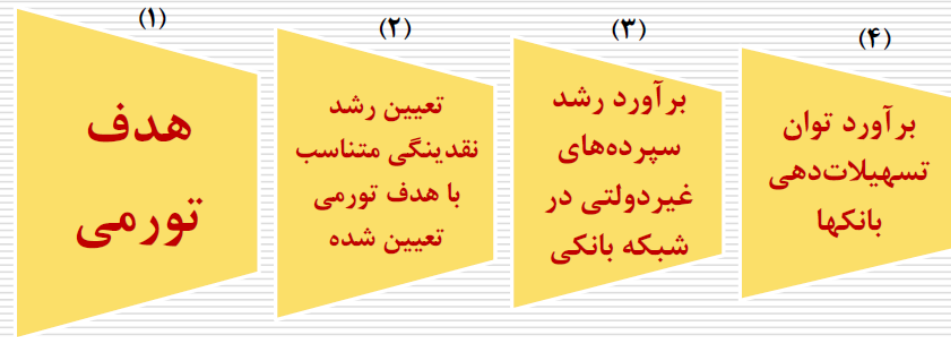 (۱)
هدف
تورمی
(۲)
تعیین رشد
نقدینگی متناسب
با هدف تورمی
تعیین شده
(۳)
برآورد رشد
سپرده‌های
غیردولتی در
شبکه بانکی
(۴)
برآورد توان
تسهیلات‌دهی
بانکها